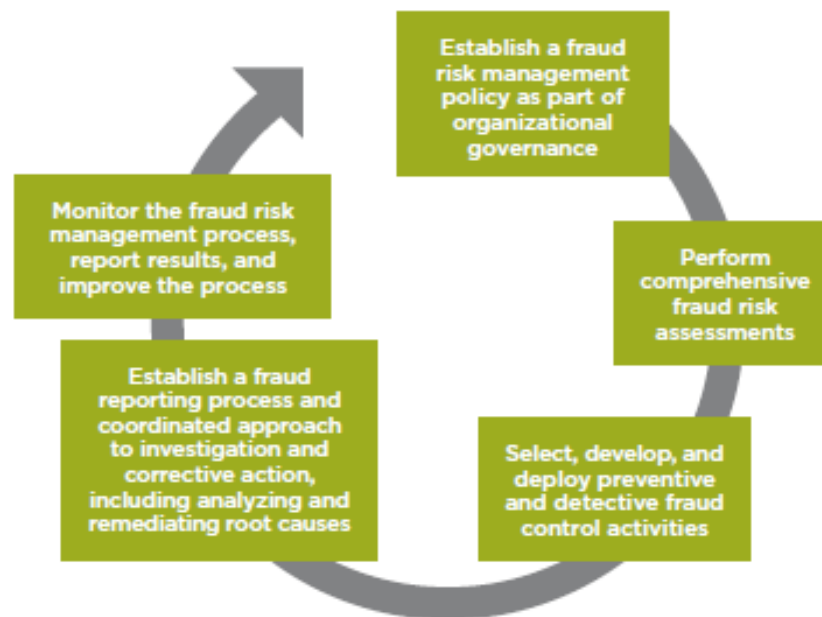 Establish a fraud
risk management
policy as part of
organizational
governance
Perform
comprehensive
fraud risk
assessments
Select, develop, and
deploy preventive
and detective fraud
control activities
Establish a fraud
reporting process and
coordinated approach
to investigation and
corrective action,
including analyzing and
remediating root causes
Monitor the fraud risk
management process,
report results, and
improve the process